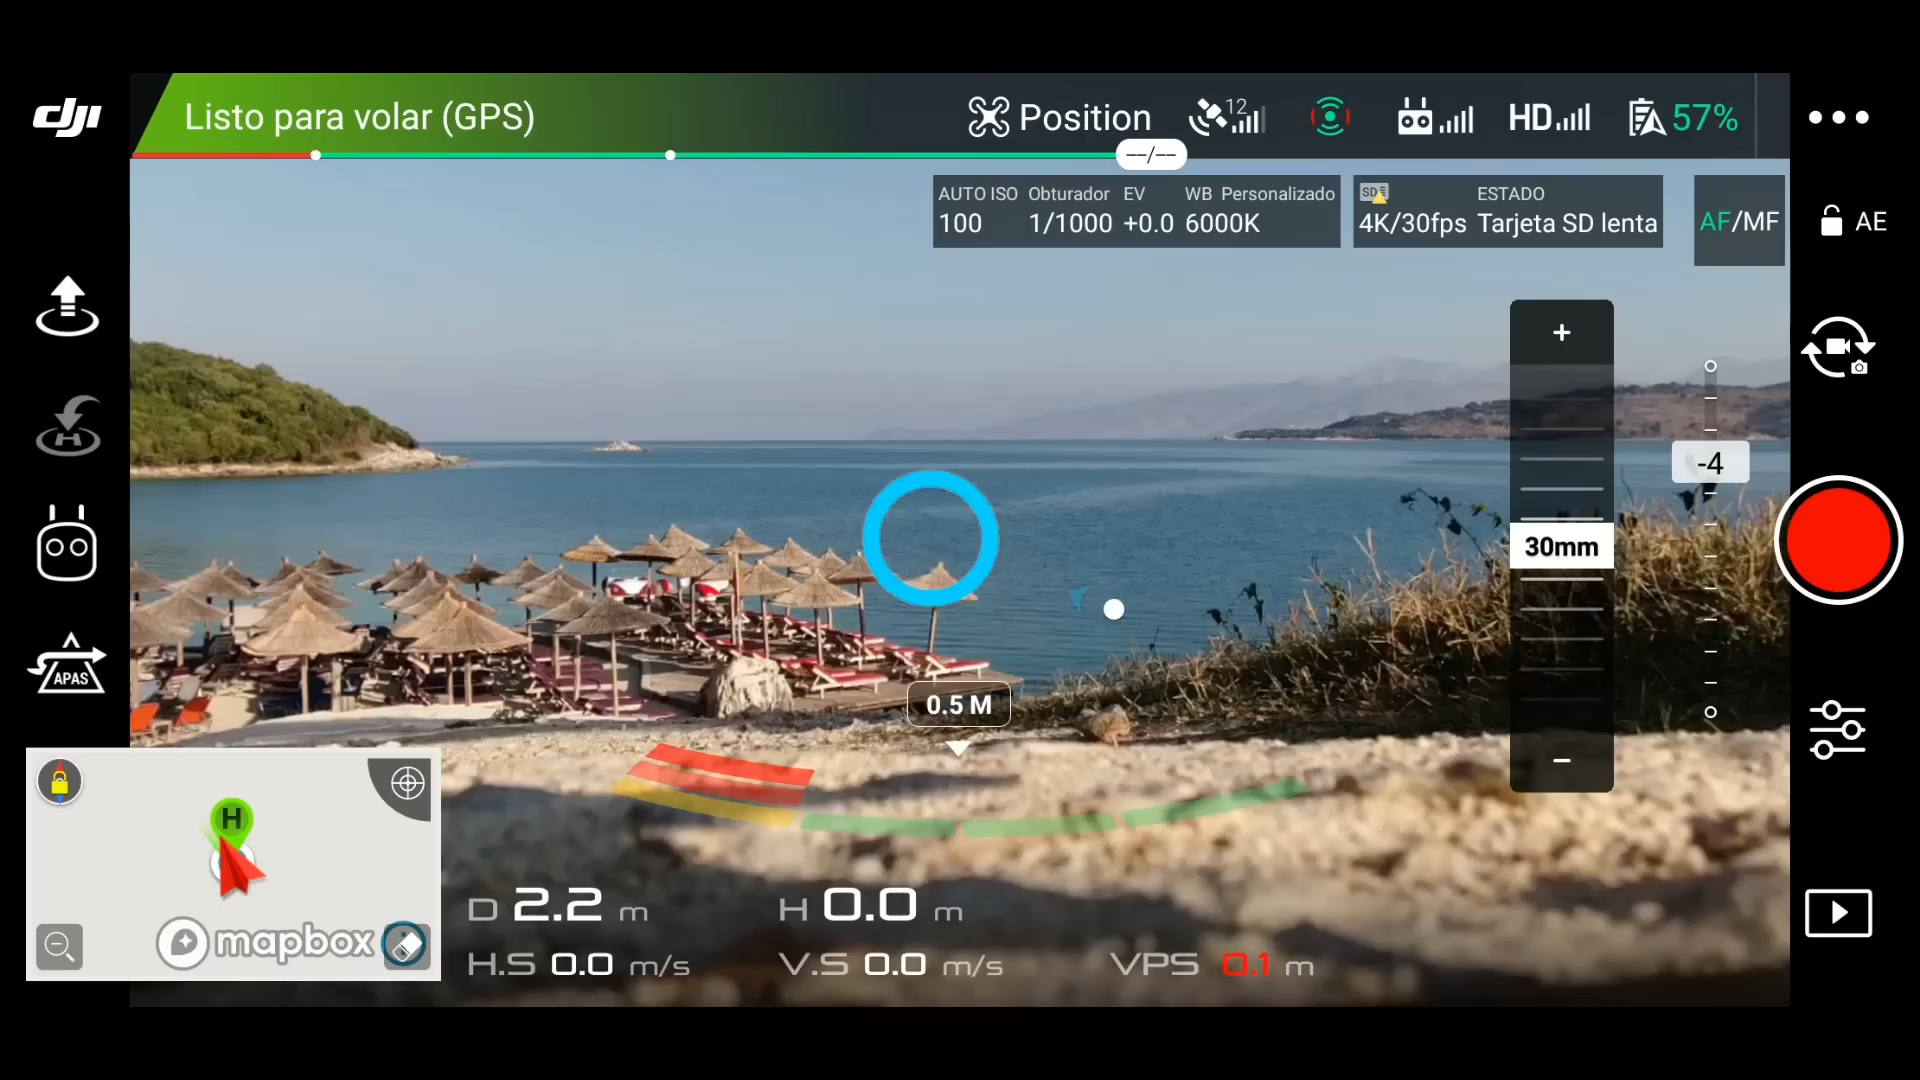 dji
Listo para volar (GPS)
Position
12
HD
57%
--/--
AUTO ISO Obturador EV WB Personalizado
100 1/1000 +0.0 6000K
SD ESTADO
4K/30fps Tarjeta SD lenta
AF/MF
AE
+
-4
30mm
−
APAS
0.5 M
H
mapbox
D 2.2 m H 0.0 m
H.S 0.0 m/s V.S 0.0 m/s VPS 0.1 m
H